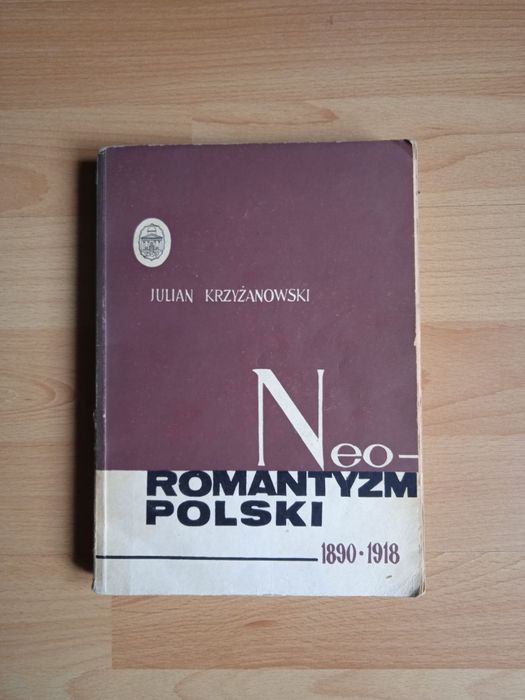 JULIAN KRZYŻANOWSKI
Neo-
ROMANTYZM
POLSKI
1890•1918